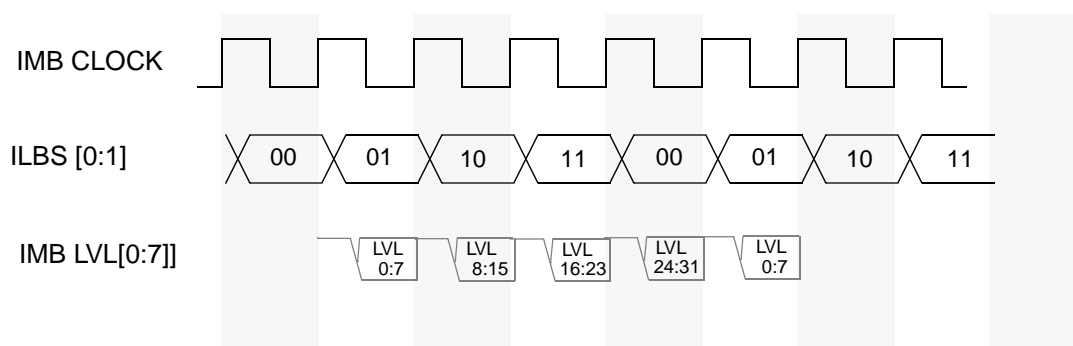 IMB CLOCK
ILBS [0:1]
00 01 10 11 00 01 10 11
IMB LVL[0:7]]
LVL LVL LVL LVL LVL
0:7 8:15 16:23 24:31 0:7